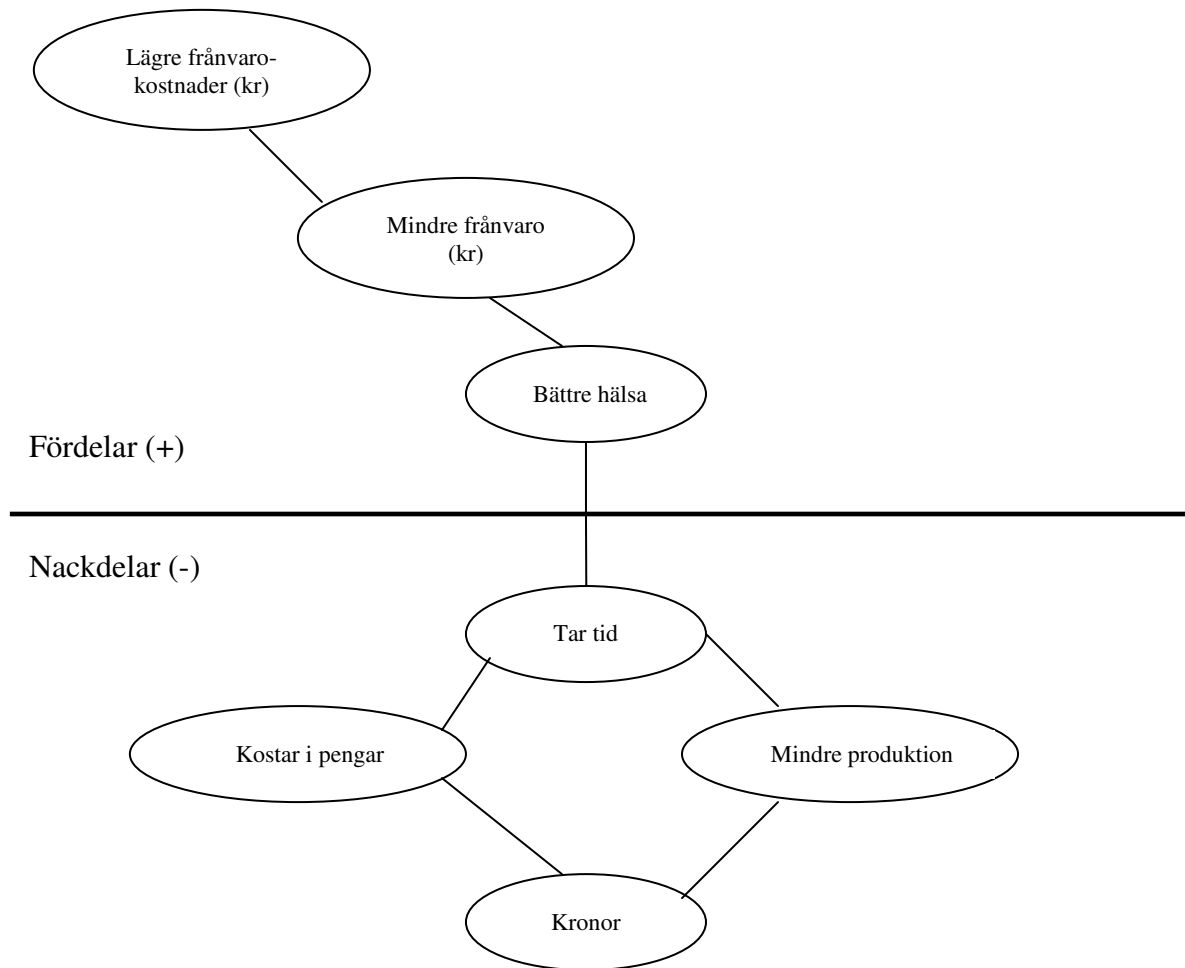 Lägre frånvaro-
kostnader (kr)
Mindre frånvaro
(kr)
Bättre hälsa
Fördelar (+)
Nackdelar (-)
Tar tid
Kostar i pengar
Mindre produktion
Kronor